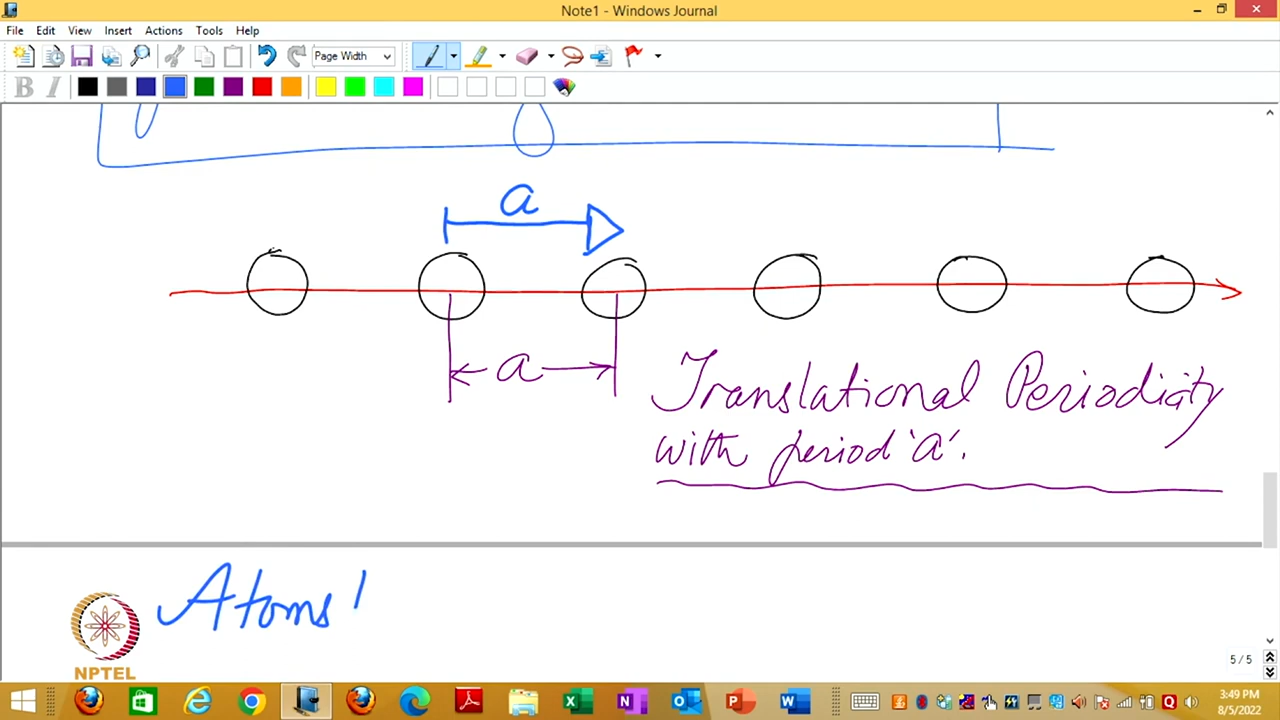 Note1 - Windows Journal
File Edit View Insert Actions Tools Help
Page Width
B I
a
a
Translational Periodicity
with period 'a'.
Atoms
NPTEL
5 / 5
3:49 PM
8/5/2022